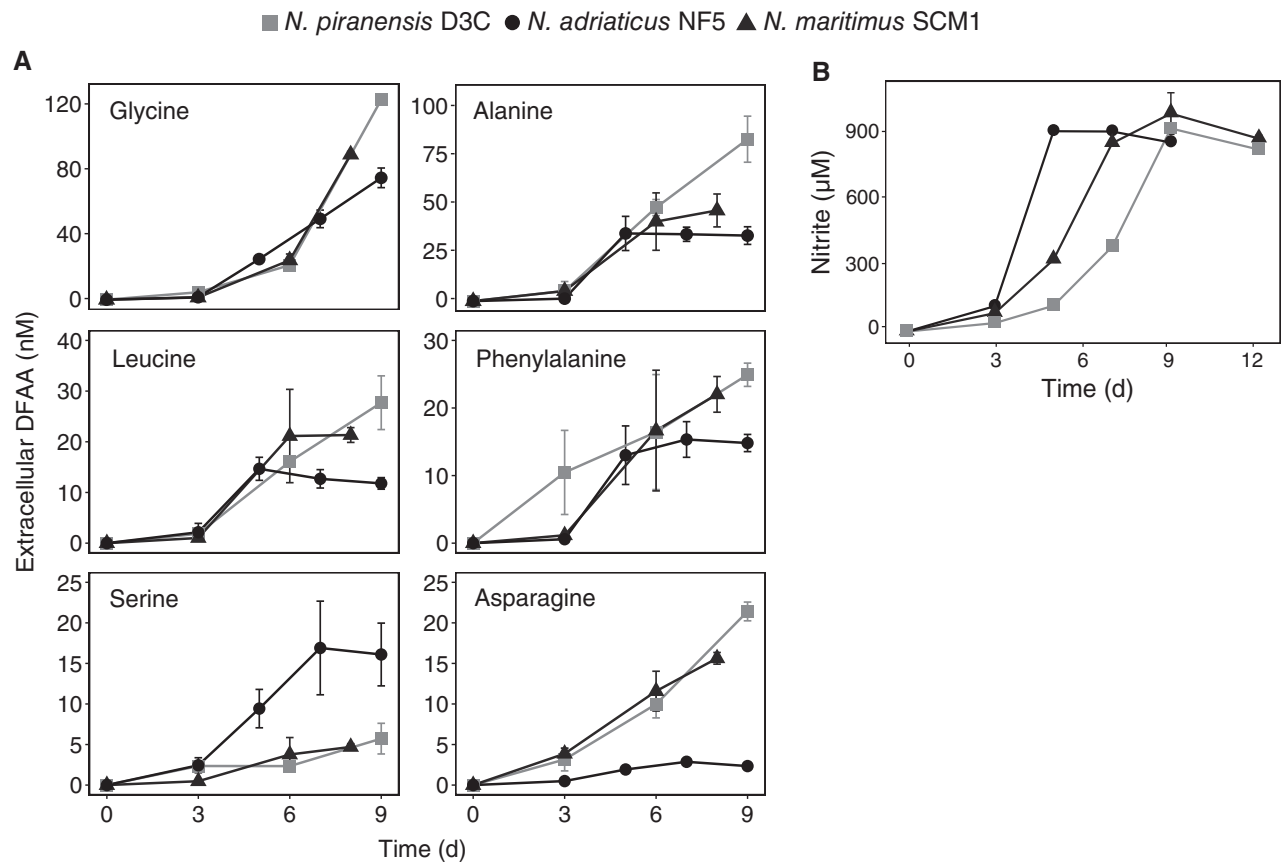 N. piranensis D3C N. adriaticus NF5 N. maritimus SCM1
A
B
Extracellular DFAA (nM)
Glycine
120
80
40
0
Alanine
100
75
50
25
0
Leucine
40
30
20
10
0
Phenylalanine
30
20
10
0
Serine
25
20
15
10
5
0
0 3 6 9
Asparagine
25
20
15
10
5
0
0 3 6 9
Time (d)
Nitrite (µM)
900
600
300
0
0 3 6 9 12
Time (d)